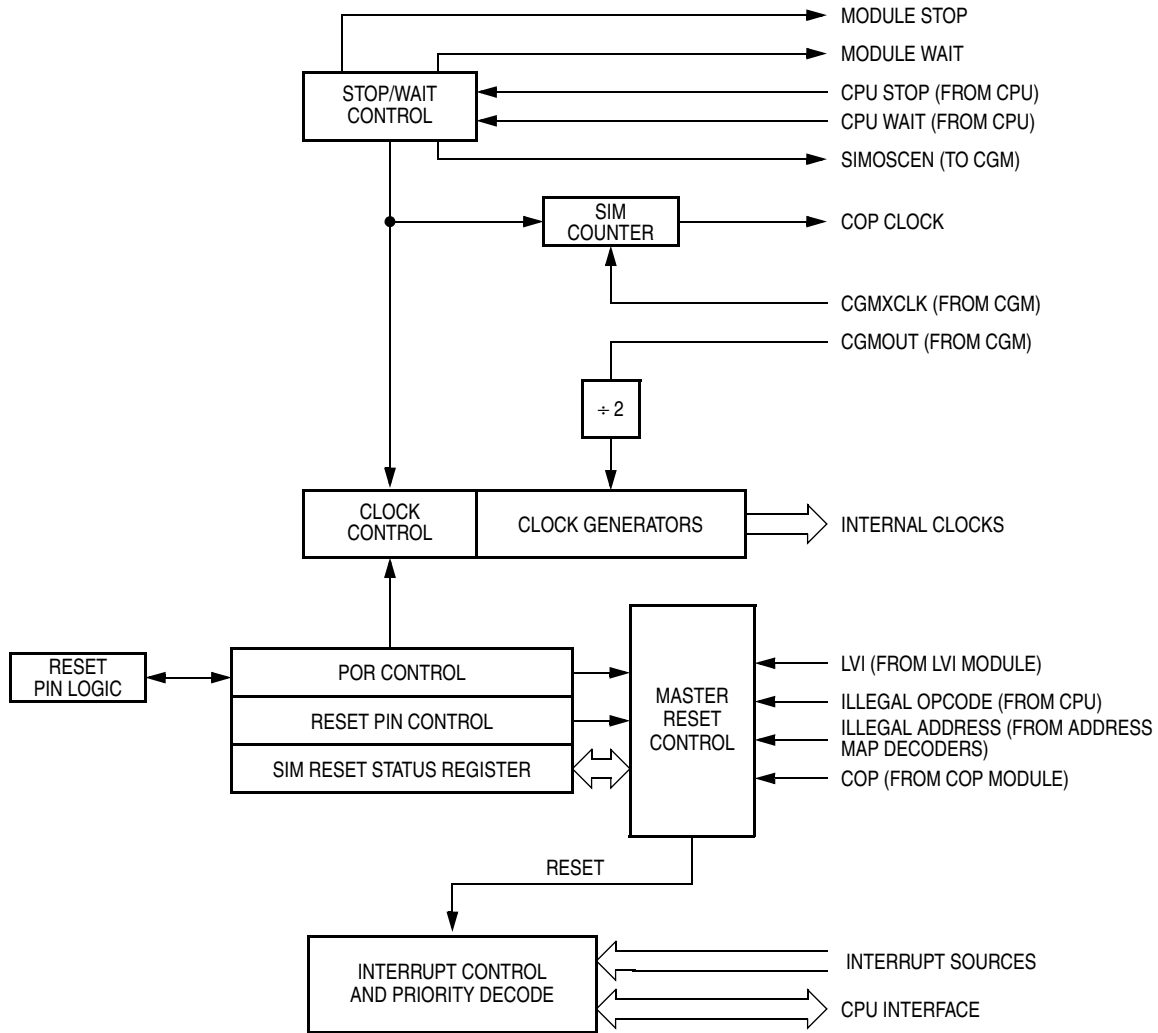 MODULE STOP
MODULE WAIT
STOP/WAIT
CONTROL
CPU STOP (FROM CPU)
CPU WAIT (FROM CPU)
SIMOSCEN (TO CGM)
SIM
COUNTER
COP CLOCK
CGMXCLK (FROM CGM)
CGMOUT (FROM CGM)
÷ 2
CLOCK
CONTROL
CLOCK GENERATORS
INTERNAL CLOCKS
RESET
PIN LOGIC
POR CONTROL
RESET PIN CONTROL
SIM RESET STATUS REGISTER
MASTER
RESET
CONTROL
LVI (FROM LVI MODULE)
ILLEGAL OPCODE (FROM CPU)
ILLEGAL ADDRESS (FROM ADDRESS
MAP DECODERS)
COP (FROM COP MODULE)
RESET
INTERRUPT CONTROL
AND PRIORITY DECODE
INTERRUPT SOURCES
CPU INTERFACE